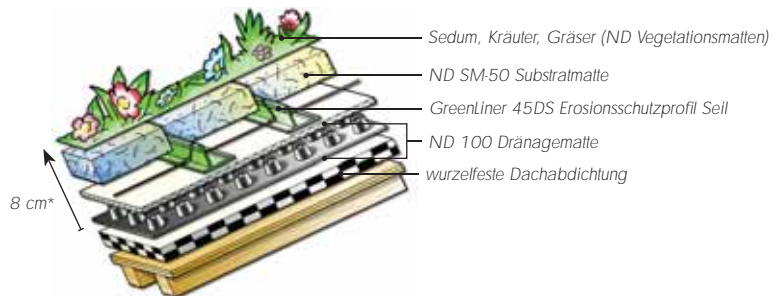 Sedum, Kräuter, Gräser (ND Vegetationsmatten)
ND SM-50 Substratmatte
GreenLiner 45DS Erosionsschutzprofil Seil
ND 100 Dränagematte
wurzelfeste Dachabdichtung
8 cm*